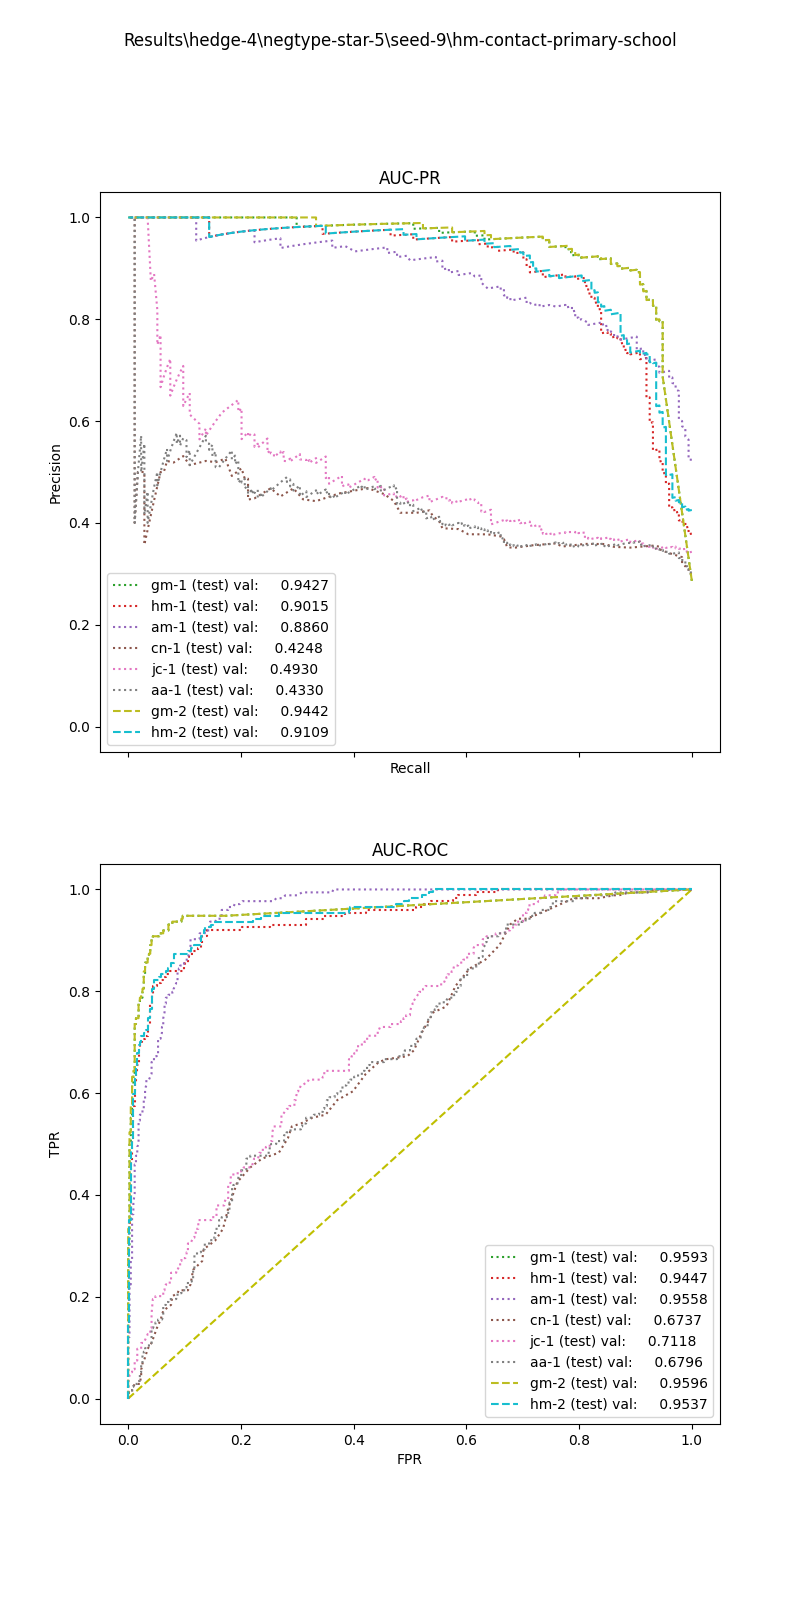 Results\hedge-4\negtype-star-5\seed-9\hm-contact-primary-school
AUC-PR
1.0
0.8
0.6
0.4
0.2
0.0
Precision
gm-1 (test) val: 0.9427
hm-1 (test) val: 0.9015
am-1 (test) val: 0.8860
cn-1 (test) val: 0.4248
jc-1 (test) val: 0.4930
aa-1 (test) val: 0.4330
gm-2 (test) val: 0.9442
hm-2 (test) val: 0.9109
Recall
AUC-ROC
1.0
0.8
0.6
0.4
0.2
0.0
TPR
gm-1 (test) val: 0.9593
hm-1 (test) val: 0.9447
am-1 (test) val: 0.9558
cn-1 (test) val: 0.6737
jc-1 (test) val: 0.7118
aa-1 (test) val: 0.6796
gm-2 (test) val: 0.9596
hm-2 (test) val: 0.9537
0.0 0.2 0.4 0.6 0.8 1.0
FPR